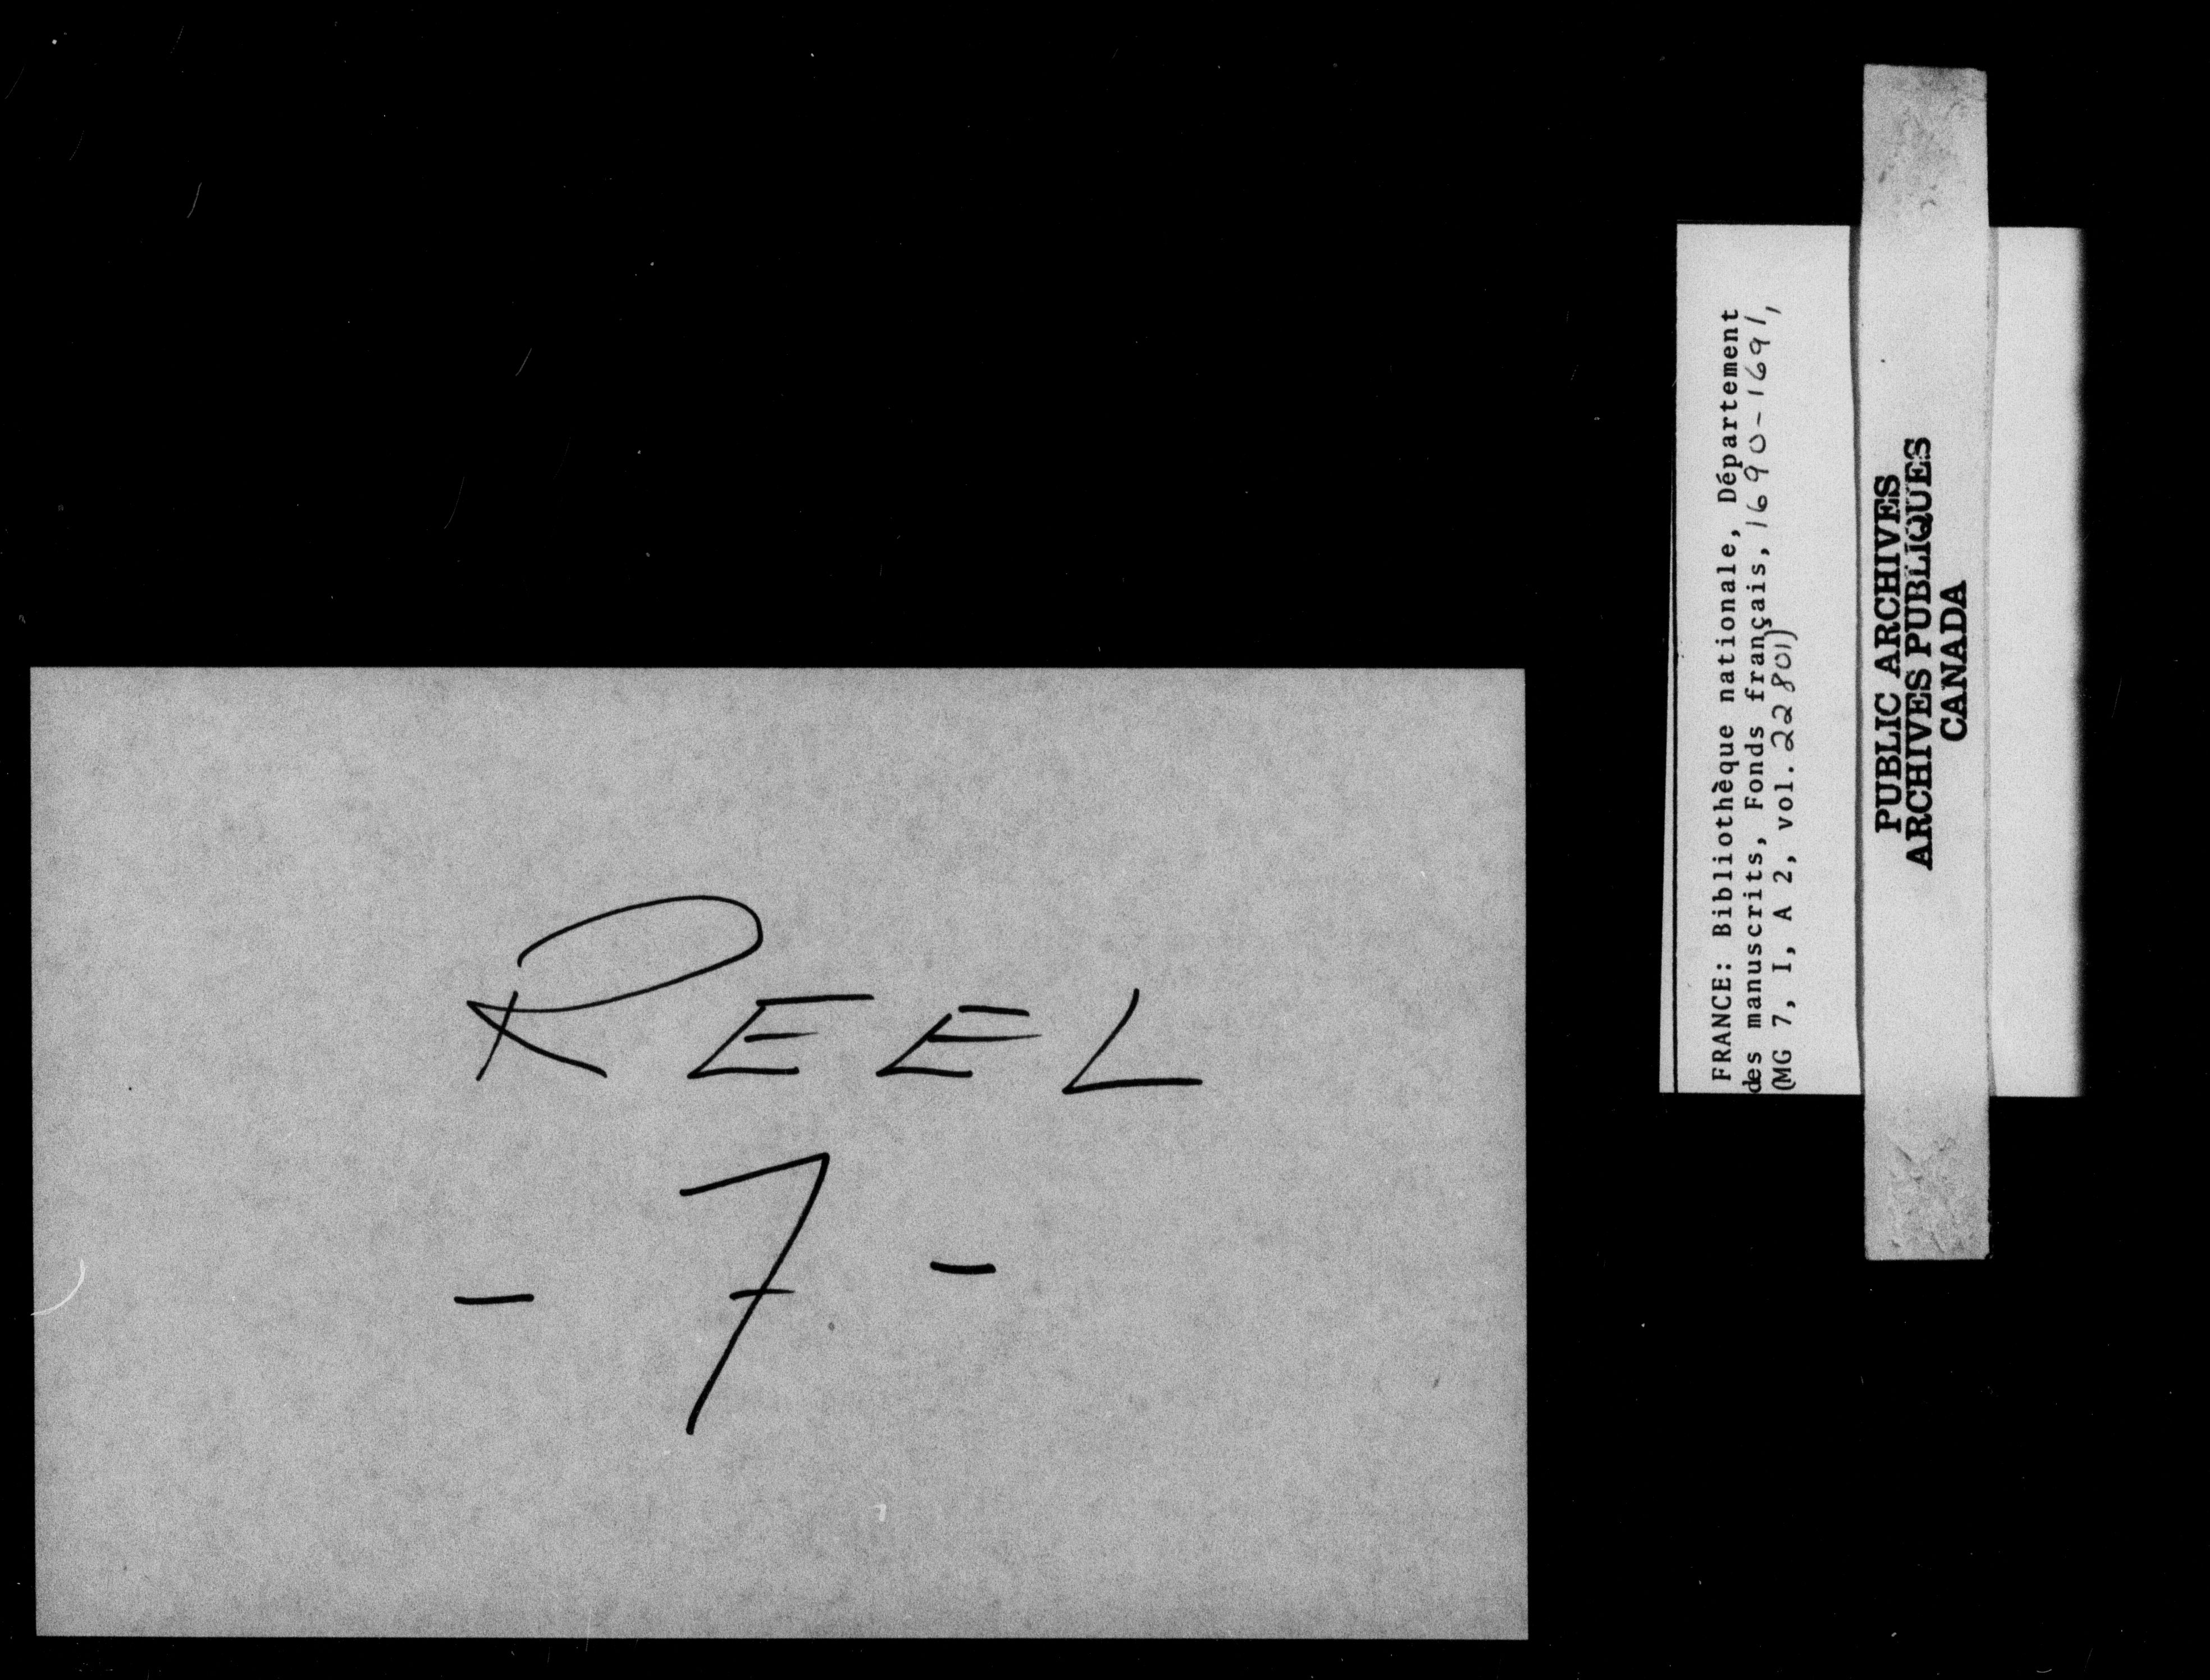 REEL
- 7 -
FRANCE: Bibliothèque nationale, Département
des manuscrits, Fonds français, 1690-1691,
(MG 7, I, A 2, vol. 22801)
PUBLIC ARCHIVES
ARCHIVES PUBLIQUES
CANADA